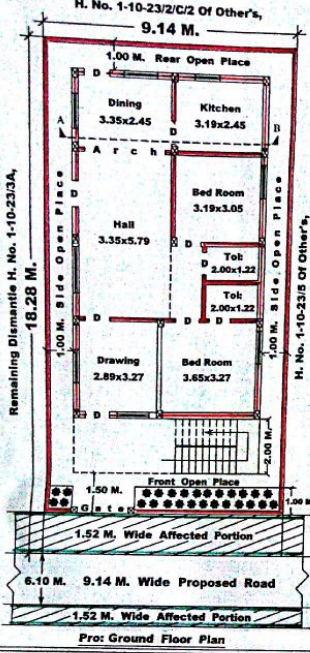 H. No. 1-10-23/2/C/2 Of Other's,
9.14 M.
1.00 M. Rear Open Place
D
D
Dining
3.35x2.45
Kitchen
3.19x2.45
D
A
B
D
A r c h
Bed Room
3.19x3.05
D
Hall
3.35x5.79
D
Toi:
2.00x1.22
D
Toi:
2.00x1.22
D
D
D
D
Drawing
2.89x3.27
Bed Room
3.65x3.27
D
Remaining Dismantle H. No. 1-10-23/3A,
18.28 M.
1.00 M. Side Open Place
1.00 M. Side Open Place
H. No. 1-10-23/5 Of Other's,
2.00 M.
1.50 M.
Front Open Place
1.00 M.
Gate
1.52 M. Wide Affected Portion
6.10 M.
9.14 M. Wide Proposed Road
1.52 M. Wide Affected Portion
Pro: Ground Floor Plan